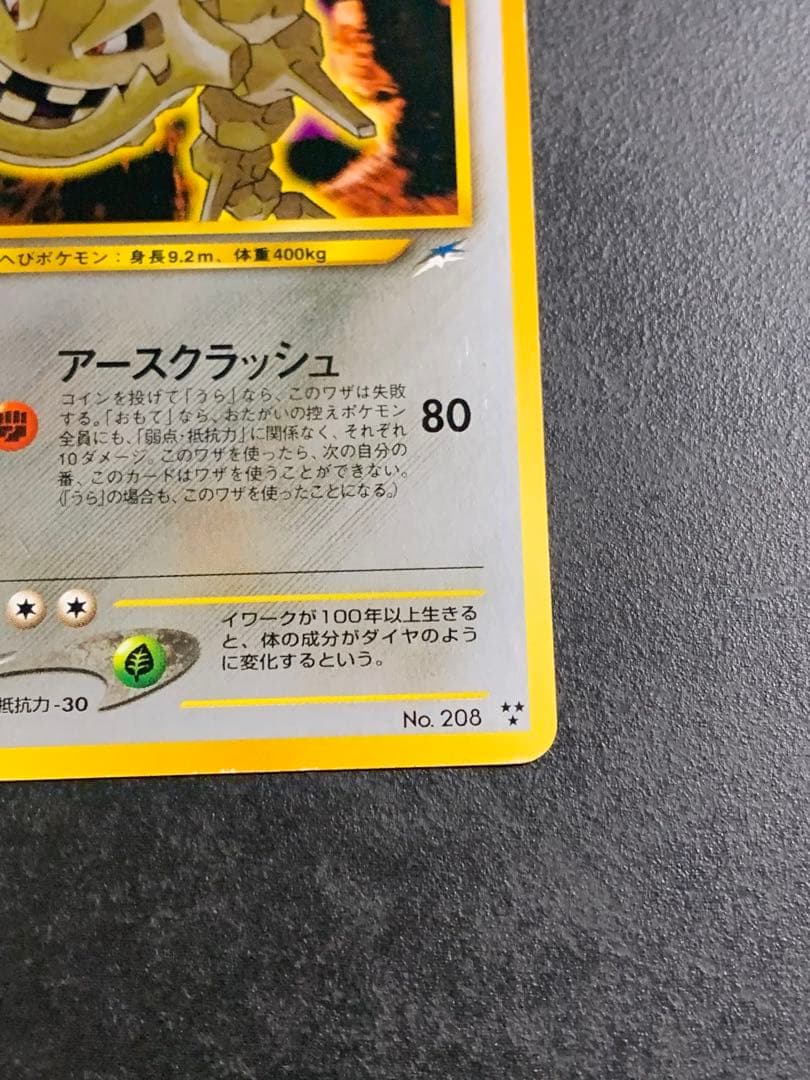 へびポケモン：身長9.2m、体重400kg
アースクラッシュ
コインを投げて「うら」なら、このワザは失敗
する。「おもて」なら、おたがいの控えポケモン
全員にも、「弱点・抵抗力」に関係なく、それぞれ
10ダメージ。このワザを使ったら、次の自分の
番、このカードはワザを使うことができない。
（「うら」の場合も、このワザを使ったことになる。）
80
イワークが100年以上生きる
と、体の成分がダイヤのよう
に変化するという。
抵抗力-30
No. 208 ★★★